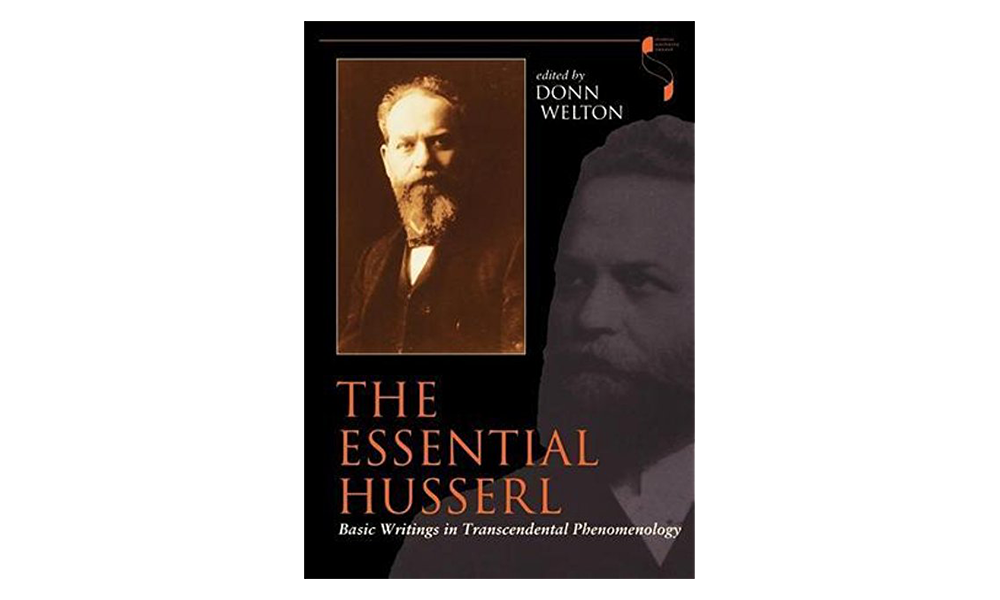 edited by
DONN
WELTON
THE
ESSENTIAL
HUSSERL
Basic Writings in Transcendental Phenomenology